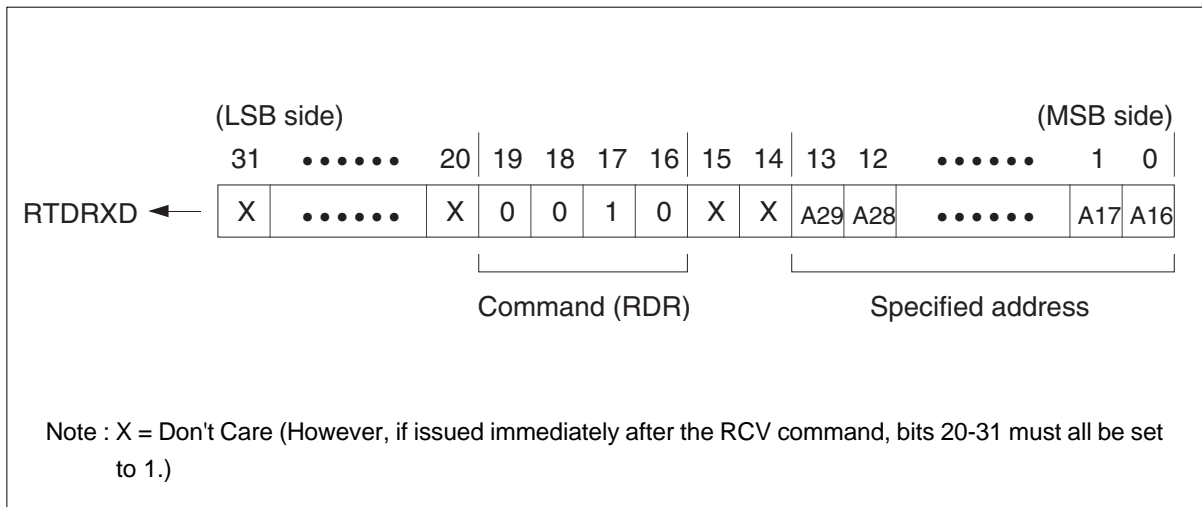 (LSB side) (MSB side)
31 •••••• 20 19 18 17 16 15 14 13 12 •••••• 1 0
RTDRXD X •••••• X 0 0 1 0 X X A29 A28 •••••• A17 A16
Command (RDR) Specified address
Note : X = Don't Care (However, if issued immediately after the RCV command, bits 20-31 must all be set
to 1.)